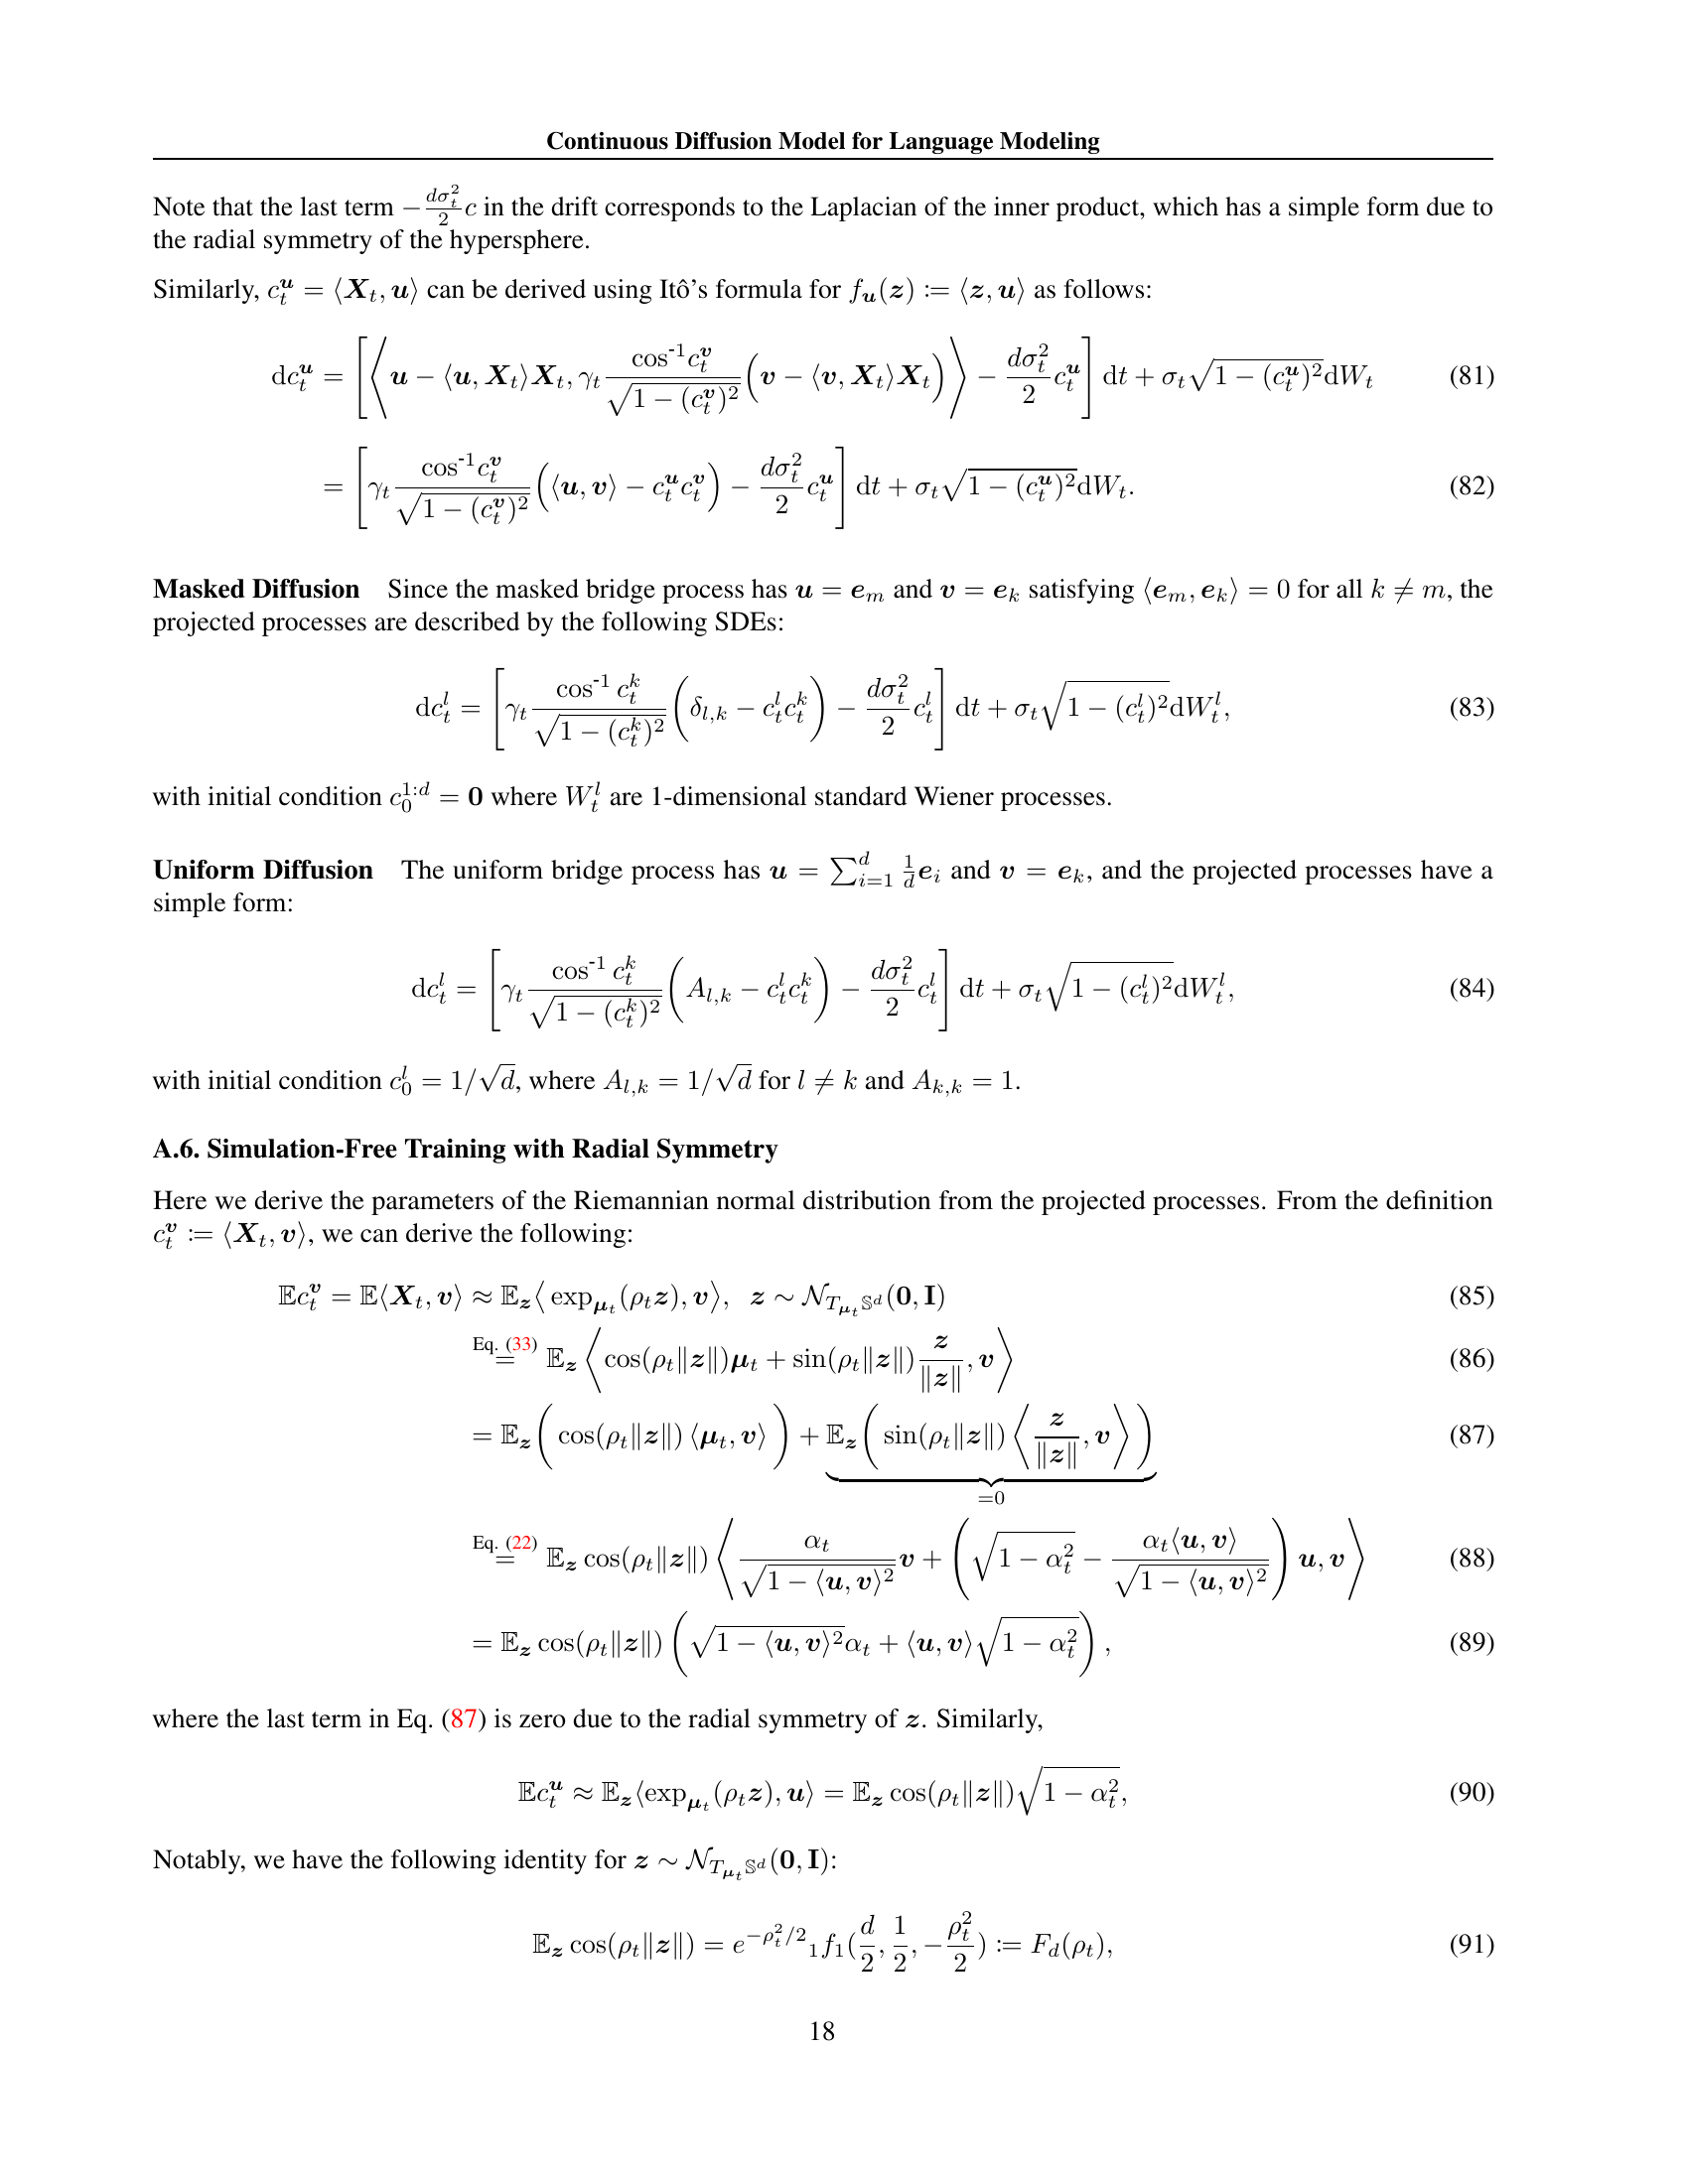 Continuous Diffusion Model for Language Modeling
Note that the last term $-\frac{d\sigma_t^2}{2}c$ in the drift corresponds to the Laplacian of the inner product, which has a simple form due to
the radial symmetry of the hypersphere.
Similarly, $c_t^{\boldsymbol{u}} = \langle \boldsymbol{X}_t, \boldsymbol{u} \rangle$ can be derived using Itô's formula for $f_{\boldsymbol{u}}(\boldsymbol{z}) := \langle \boldsymbol{z}, \boldsymbol{u} \rangle$ as follows:
$\mathrm{d}c_t^{\boldsymbol{u}} = \left[ \left\langle \boldsymbol{u} - \langle \boldsymbol{u}, \boldsymbol{X}_t \rangle \boldsymbol{X}_t, \gamma_t \frac{\cos^{-1} c_t^{\boldsymbol{v}}}{\sqrt{1 - (c_t^{\boldsymbol{v}})^2}} \left( \boldsymbol{v} - \langle \boldsymbol{v}, \boldsymbol{X}_t \rangle \boldsymbol{X}_t \right) \right\rangle - \frac{d\sigma_t^2}{2} c_t^{\boldsymbol{u}} \right] \mathrm{d}t + \sigma_t \sqrt{1 - (c_t^{\boldsymbol{u}})^2} \mathrm{d}W_t$ (81)
$= \left[ \gamma_t \frac{\cos^{-1} c_t^{\boldsymbol{v}}}{\sqrt{1 - (c_t^{\boldsymbol{v}})^2}} \left( \langle \boldsymbol{u}, \boldsymbol{v} \rangle - c_t^{\boldsymbol{u}} c_t^{\boldsymbol{v}} \right) - \frac{d\sigma_t^2}{2} c_t^{\boldsymbol{u}} \right] \mathrm{d}t + \sigma_t \sqrt{1 - (c_t^{\boldsymbol{u}})^2} \mathrm{d}W_t.$ (82)
Masked Diffusion Since the masked bridge process has $\boldsymbol{u} = \boldsymbol{e}_m$ and $\boldsymbol{v} = \boldsymbol{e}_k$ satisfying $\langle \boldsymbol{e}_m, \boldsymbol{e}_k \rangle = 0$ for all $k \neq m$, the
projected processes are described by the following SDEs:
$\mathrm{d}c_t^l = \left[ \gamma_t \frac{\cos^{-1} c_t^k}{\sqrt{1 - (c_t^k)^2}} \left( \delta_{l,k} - c_t^l c_t^k \right) - \frac{d\sigma_t^2}{2} c_t^l \right] \mathrm{d}t + \sigma_t \sqrt{1 - (c_t^l)^2} \mathrm{d}W_t^l,$ (83)
with initial condition $c_0^{1:d} = \mathbf{0}$ where $W_t^l$ are 1-dimensional standard Wiener processes.
Uniform Diffusion The uniform bridge process has $\boldsymbol{u} = \sum_{i=1}^d \frac{1}{d} \boldsymbol{e}_i$ and $\boldsymbol{v} = \boldsymbol{e}_k$, and the projected processes have a
simple form:
$\mathrm{d}c_t^l = \left[ \gamma_t \frac{\cos^{-1} c_t^k}{\sqrt{1 - (c_t^k)^2}} \left( A_{l,k} - c_t^l c_t^k \right) - \frac{d\sigma_t^2}{2} c_t^l \right] \mathrm{d}t + \sigma_t \sqrt{1 - (c_t^l)^2} \mathrm{d}W_t^l,$ (84)
with initial condition $c_0^l = 1/\sqrt{d}$, where $A_{l,k} = 1/\sqrt{d}$ for $l \neq k$ and $A_{k,k} = 1$.
A.6. Simulation-Free Training with Radial Symmetry
Here we derive the parameters of the Riemannian normal distribution from the projected processes. From the definition
$c_t^{\boldsymbol{v}} := \langle \boldsymbol{X}_t, \boldsymbol{v} \rangle$, we can derive the following:
$\mathbb{E}c_t^{\boldsymbol{v}} = \mathbb{E}\langle \boldsymbol{X}_t, \boldsymbol{v} \rangle \approx \mathbb{E}_{\boldsymbol{z}} \langle \exp_{\boldsymbol{\mu}_t}(\rho_t \boldsymbol{z}), \boldsymbol{v} \rangle, \;\; \boldsymbol{z} \sim \mathcal{N}_{T_{\boldsymbol{\mu}_t} \mathbb{S}^d}(\mathbf{0}, \mathbf{I})$ (85)
$\overset{\text{Eq. (33)}}{=} \mathbb{E}_{\boldsymbol{z}} \left\langle \cos(\rho_t \|\boldsymbol{z}\|) \boldsymbol{\mu}_t + \sin(\rho_t \|\boldsymbol{z}\|) \frac{\boldsymbol{z}}{\|\boldsymbol{z}\|}, \boldsymbol{v} \right\rangle$ (86)
$= \mathbb{E}_{\boldsymbol{z}} \left( \cos(\rho_t \|\boldsymbol{z}\|) \langle \boldsymbol{\mu}_t, \boldsymbol{v} \rangle \right) + \underbrace{\mathbb{E}_{\boldsymbol{z}} \left( \sin(\rho_t \|\boldsymbol{z}\|) \left\langle \frac{\boldsymbol{z}}{\|\boldsymbol{z}\|}, \boldsymbol{v} \right\rangle \right)}_{=0}$ (87)
$\overset{\text{Eq. (22)}}{=} \mathbb{E}_{\boldsymbol{z}} \cos(\rho_t \|\boldsymbol{z}\|) \left\langle \frac{\alpha_t}{\sqrt{1 - \langle \boldsymbol{u}, \boldsymbol{v} \rangle^2}} \boldsymbol{v} + \left( \sqrt{1 - \alpha_t^2} - \frac{\alpha_t \langle \boldsymbol{u}, \boldsymbol{v} \rangle}{\sqrt{1 - \langle \boldsymbol{u}, \boldsymbol{v} \rangle^2}} \right) \boldsymbol{u}, \boldsymbol{v} \right\rangle$ (88)
$= \mathbb{E}_{\boldsymbol{z}} \cos(\rho_t \|\boldsymbol{z}\|) \left( \sqrt{1 - \langle \boldsymbol{u}, \boldsymbol{v} \rangle^2} \alpha_t + \langle \boldsymbol{u}, \boldsymbol{v} \rangle \sqrt{1 - \alpha_t^2} \right),$ (89)
where the last term in Eq. (87) is zero due to the radial symmetry of $\boldsymbol{z}$. Similarly,
$\mathbb{E}c_t^{\boldsymbol{u}} \approx \mathbb{E}_{\boldsymbol{z}} \langle \exp_{\boldsymbol{\mu}_t}(\rho_t \boldsymbol{z}), \boldsymbol{u} \rangle = \mathbb{E}_{\boldsymbol{z}} \cos(\rho_t \|\boldsymbol{z}\|) \sqrt{1 - \alpha_t^2},$ (90)
Notably, we have the following identity for $\boldsymbol{z} \sim \mathcal{N}_{T_{\boldsymbol{\mu}_t} \mathbb{S}^d}(\mathbf{0}, \mathbf{I})$:
$\mathbb{E}_{\boldsymbol{z}} \cos(\rho_t \|\boldsymbol{z}\|) = e^{-\rho_t^2/2} {}_1f_1(\frac{d}{2}, \frac{1}{2}, -\frac{\rho_t^2}{2}) := F_d(\rho_t),$ (91)
18